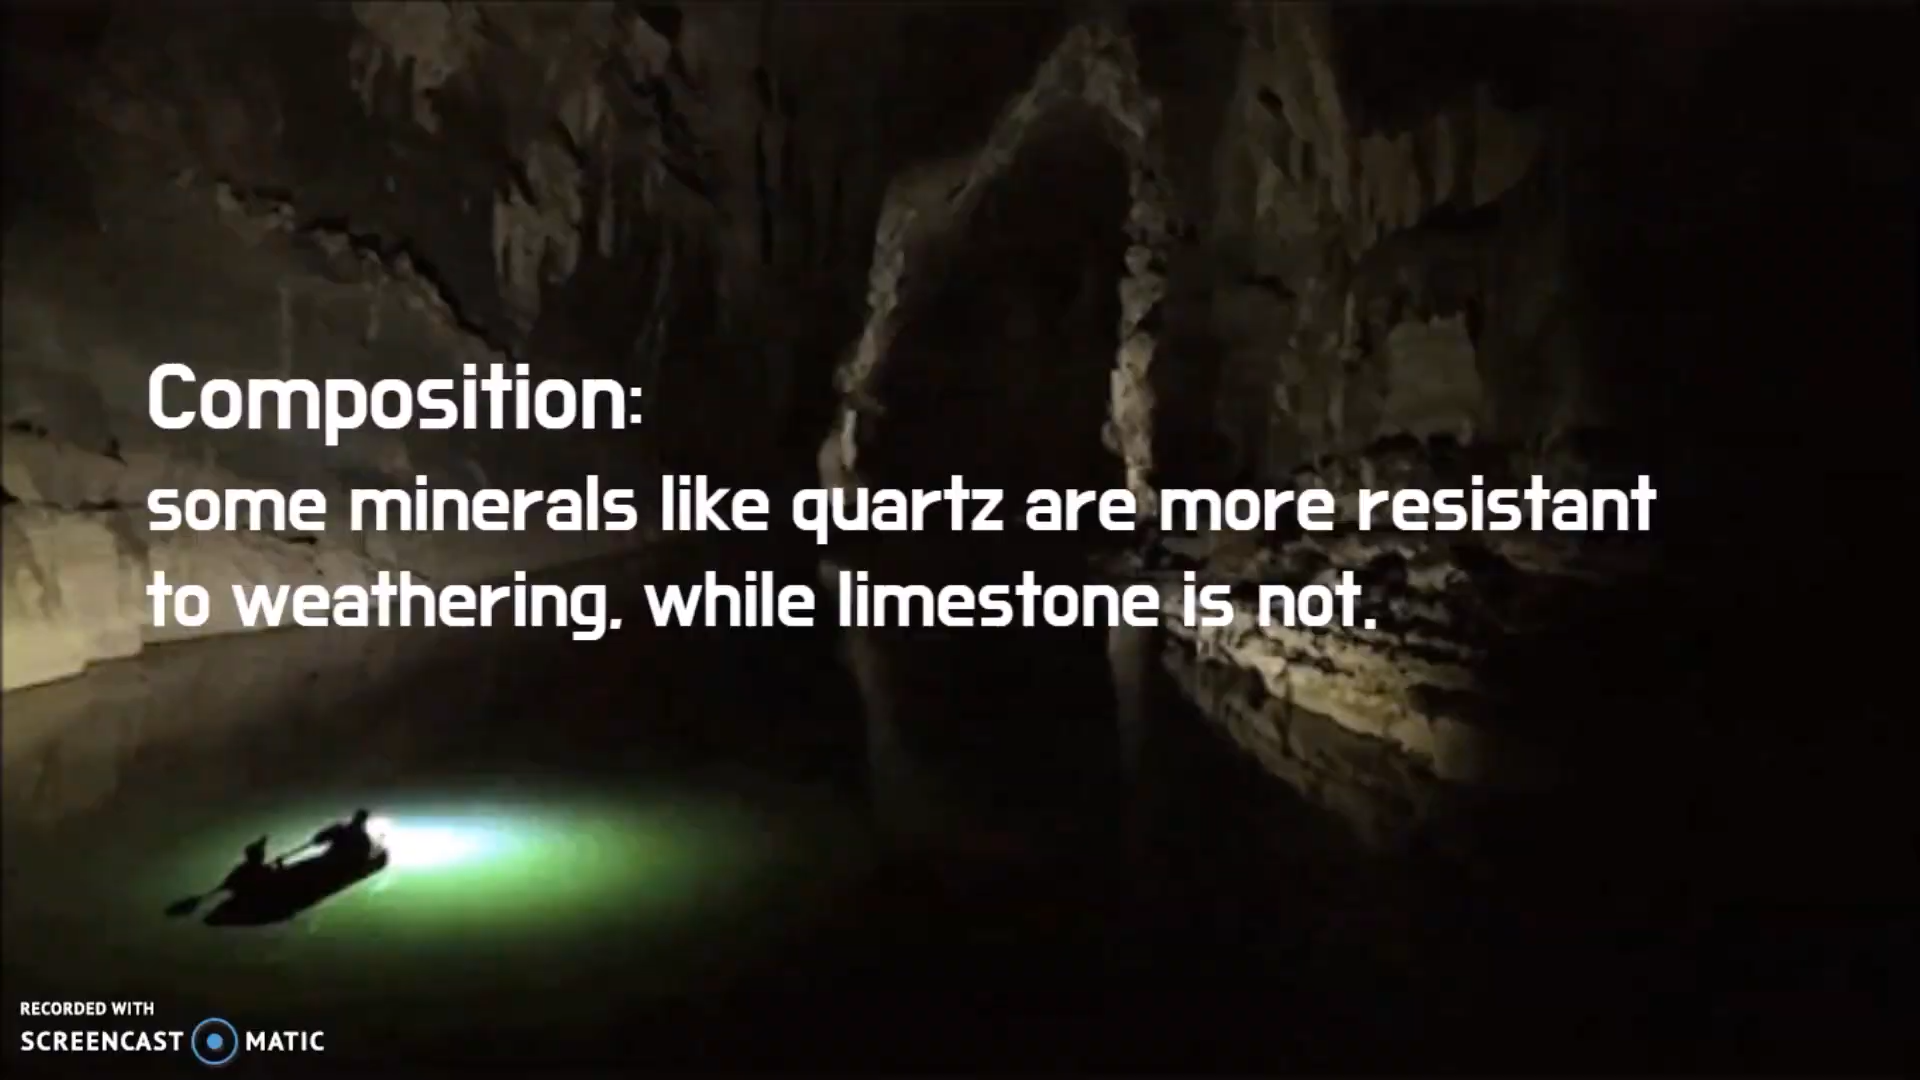 Composition:
some minerals like quartz are more resistant
to weathering, while limestone is not.
RECORDED WITH
SCREENCAST MATIC